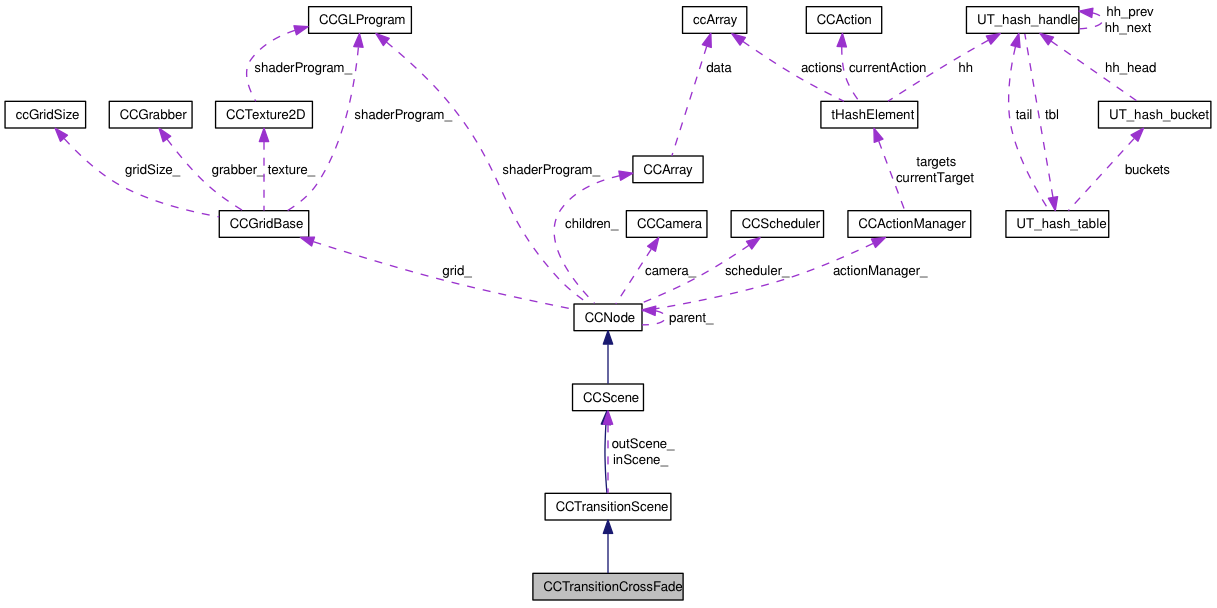 CCGLProgram
ccArray
CCAction
UT_hash_handle
hh_prev
hh_next
shaderProgram_
data
actions
currentAction
hh
hh_head
ccGridSize
CCGrabber
CCTexture2D
shaderProgram_
tHashElement
tail
tbl
UT_hash_bucket
gridSize_
grabber_
texture_
shaderProgram_
CCArray
targets
currentTarget
buckets
CCGridBase
children_
CCCamera
CCScheduler
CCActionManager
UT_hash_table
grid_
camera_
scheduler_
actionManager_
CCNode
parent_
CCScene
outScene_
inScene_
CCTransitionScene
CCTransitionCrossFade